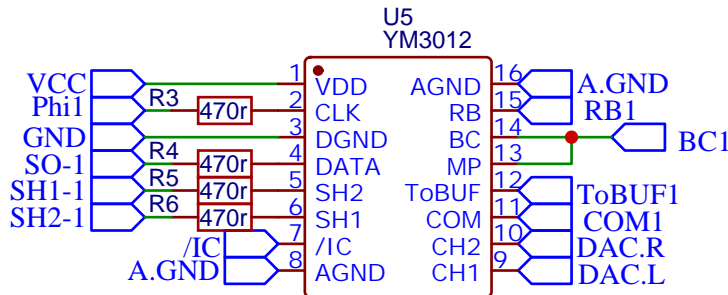 U5
YM3012
VCC 1 VDD AGND 16 A.GND
Phi1 R3 470r 2 CLK RB 15 RB1
GND 3 DGND BC 14 BC1
SO-1 R4 470r 4 DATA MP 13
SH1-1 R5 470r 5 SH2 ToBUF 12 ToBUF1
SH2-1 R6 470r 6 SH1 COM 11 COM1
/IC 7 /IC CH2 10 DAC.R
A.GND 8 AGND CH1 9 DAC.L